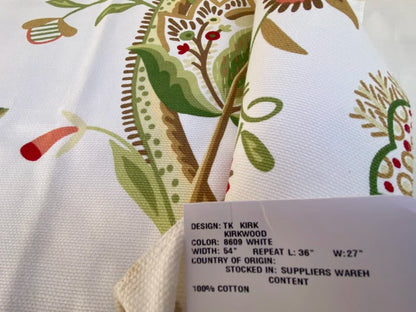 DESIGN: TK KIRK
KIRKWOOD
COLOR: 8609 WHITE
WIDTH: 54" REPEAT L: 36" W: 27"
COUNTRY OF ORIGIN:
STOCKED IN: SUPPLIERS WAREH
CONTENT
100% COTTON